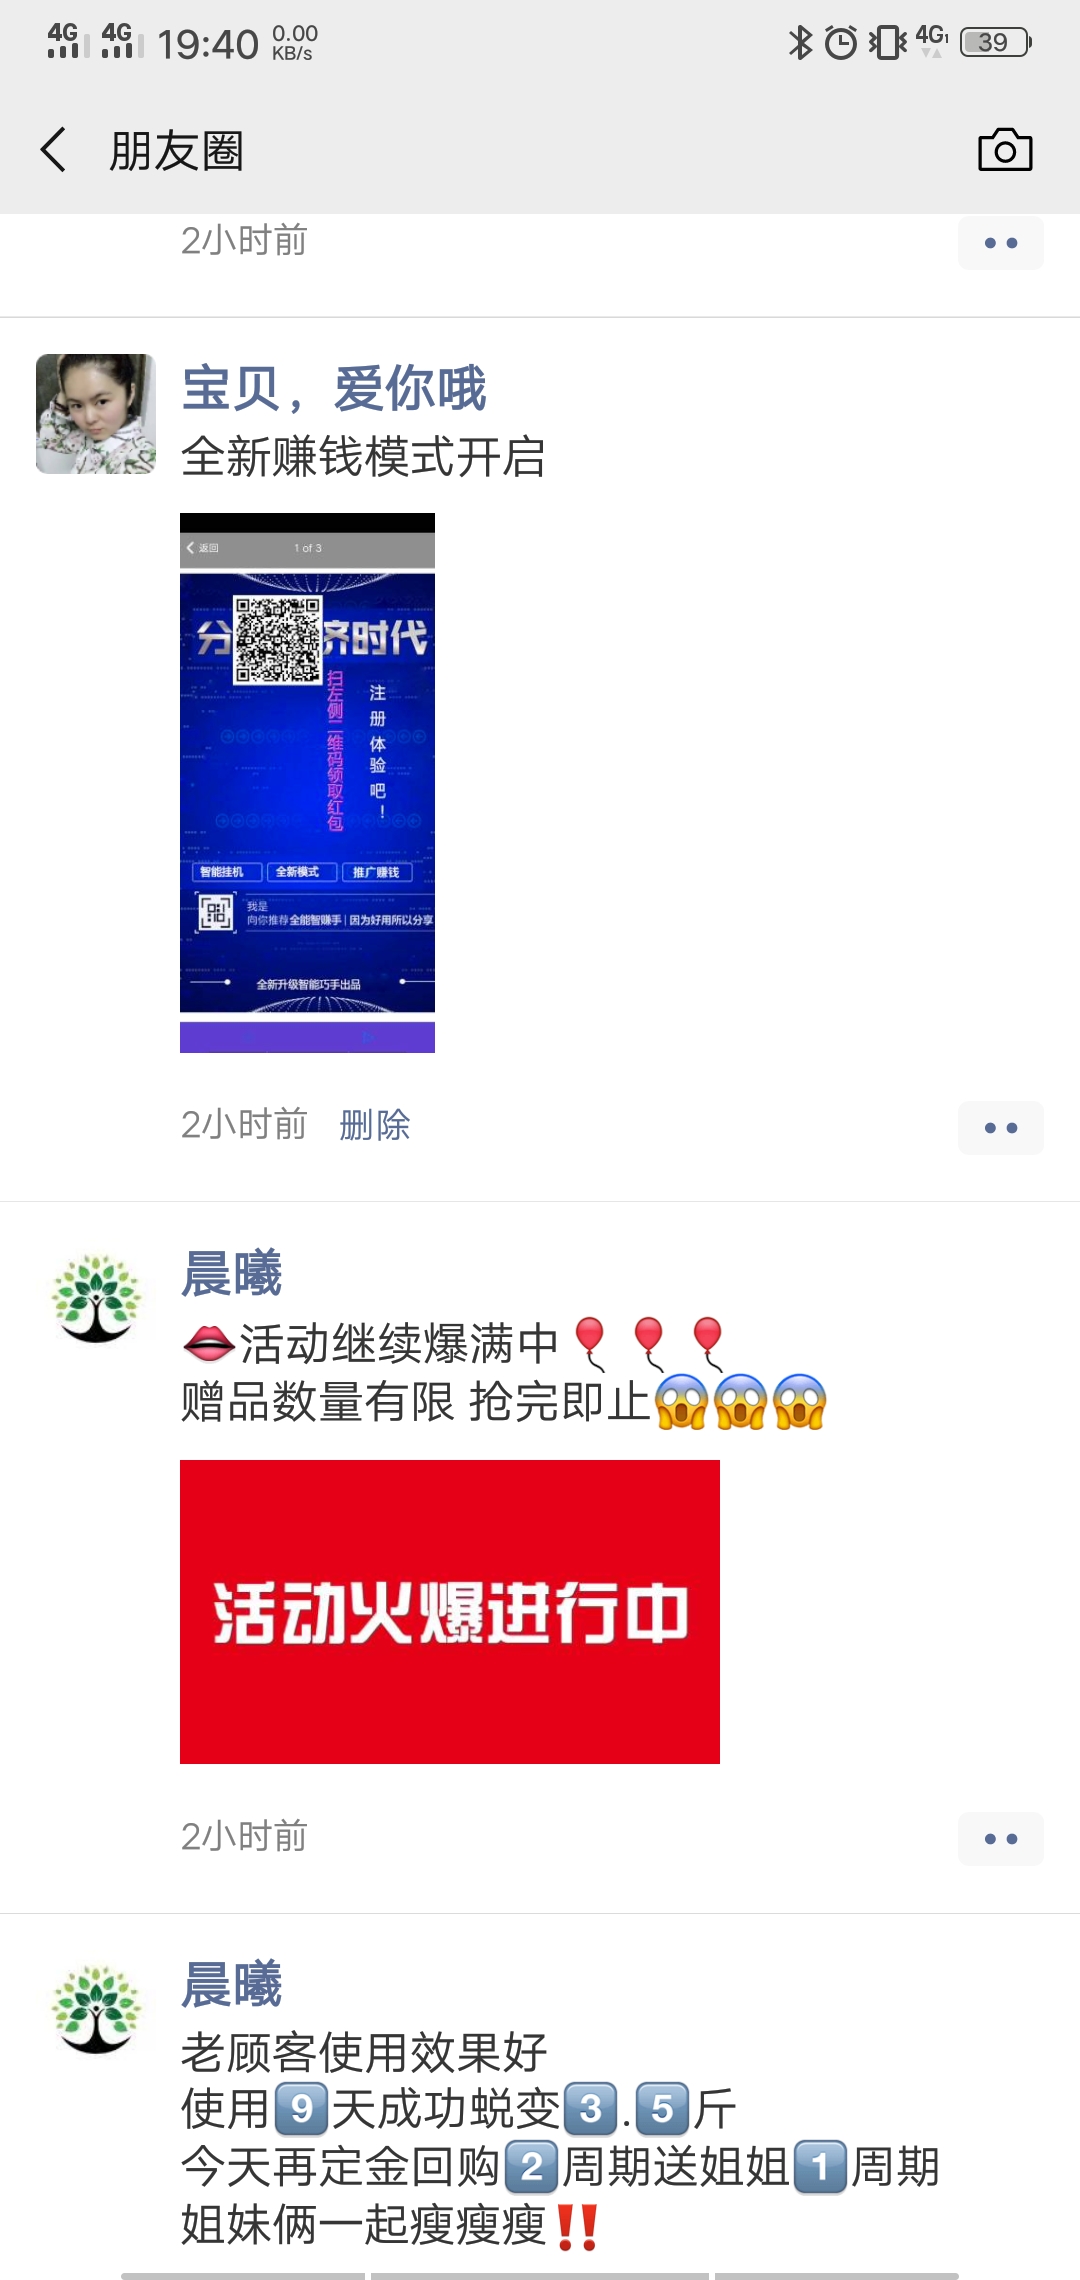 4G 4G 19:40 0.00 KB/s 4G 39
朋友圈
2小时前
宝贝，爱你哦
全新赚钱模式开启
返回 1 of 3
分 济时代
扫左侧二维码领取红包
注册体验吧！
智能挂机 全新模式 推广赚钱
我是
向你推荐全能智赚手|因为好用所以分享
全新升级智能巧手出品
2小时前 删除
晨曦
👄活动继续爆满中🎈🎈🎈
赠品数量有限 抢完即止😱😱😱
活动火爆进行中
2小时前
晨曦
老顾客使用效果好
使用9️⃣天成功蜕变3️⃣.5️⃣斤
今天再定金回购2️⃣周期送姐姐1️⃣周期
姐妹俩一起瘦瘦瘦‼️